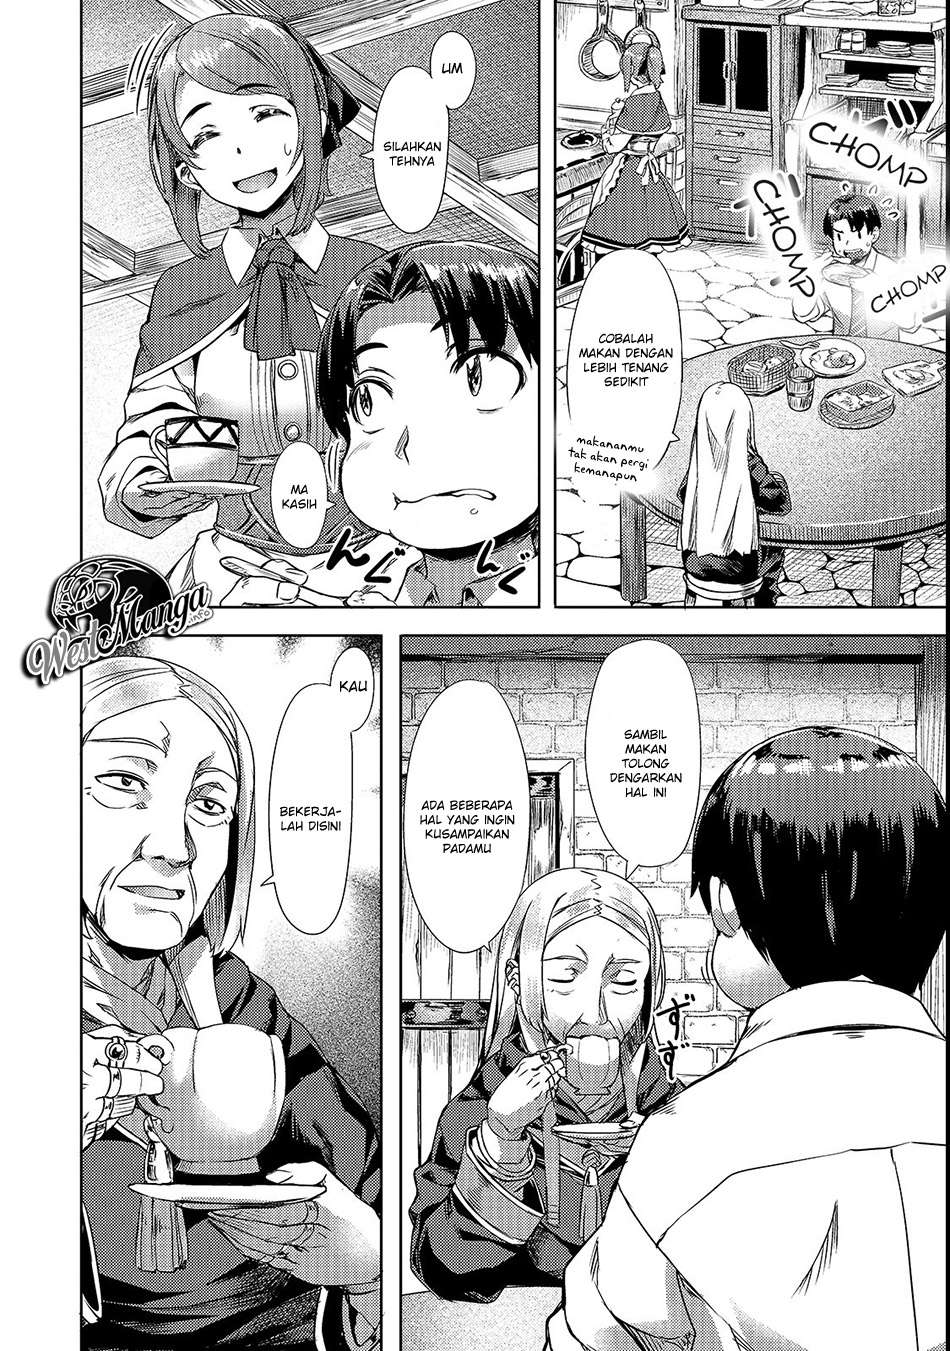 CHOMP
CHOMP
CHOMP
COBALAH
MAKAN DENGAN
LEBIH TENANG
SEDIKIT
makananmu
tak akan pergi
kemanapun
UM
SILAHKAN
TEHNYA
MA
KASIH
んぐ
んぐ
SAMBIL
MAKAN
TOLONG
DENGARKAN
HAL INI
ADA BEBERAPA
HAL YANG INGIN
KUSAMPAIKAN
PADAMU
ずず
KAU
BEKERJA-
LAH DISINI
WestManga
.info